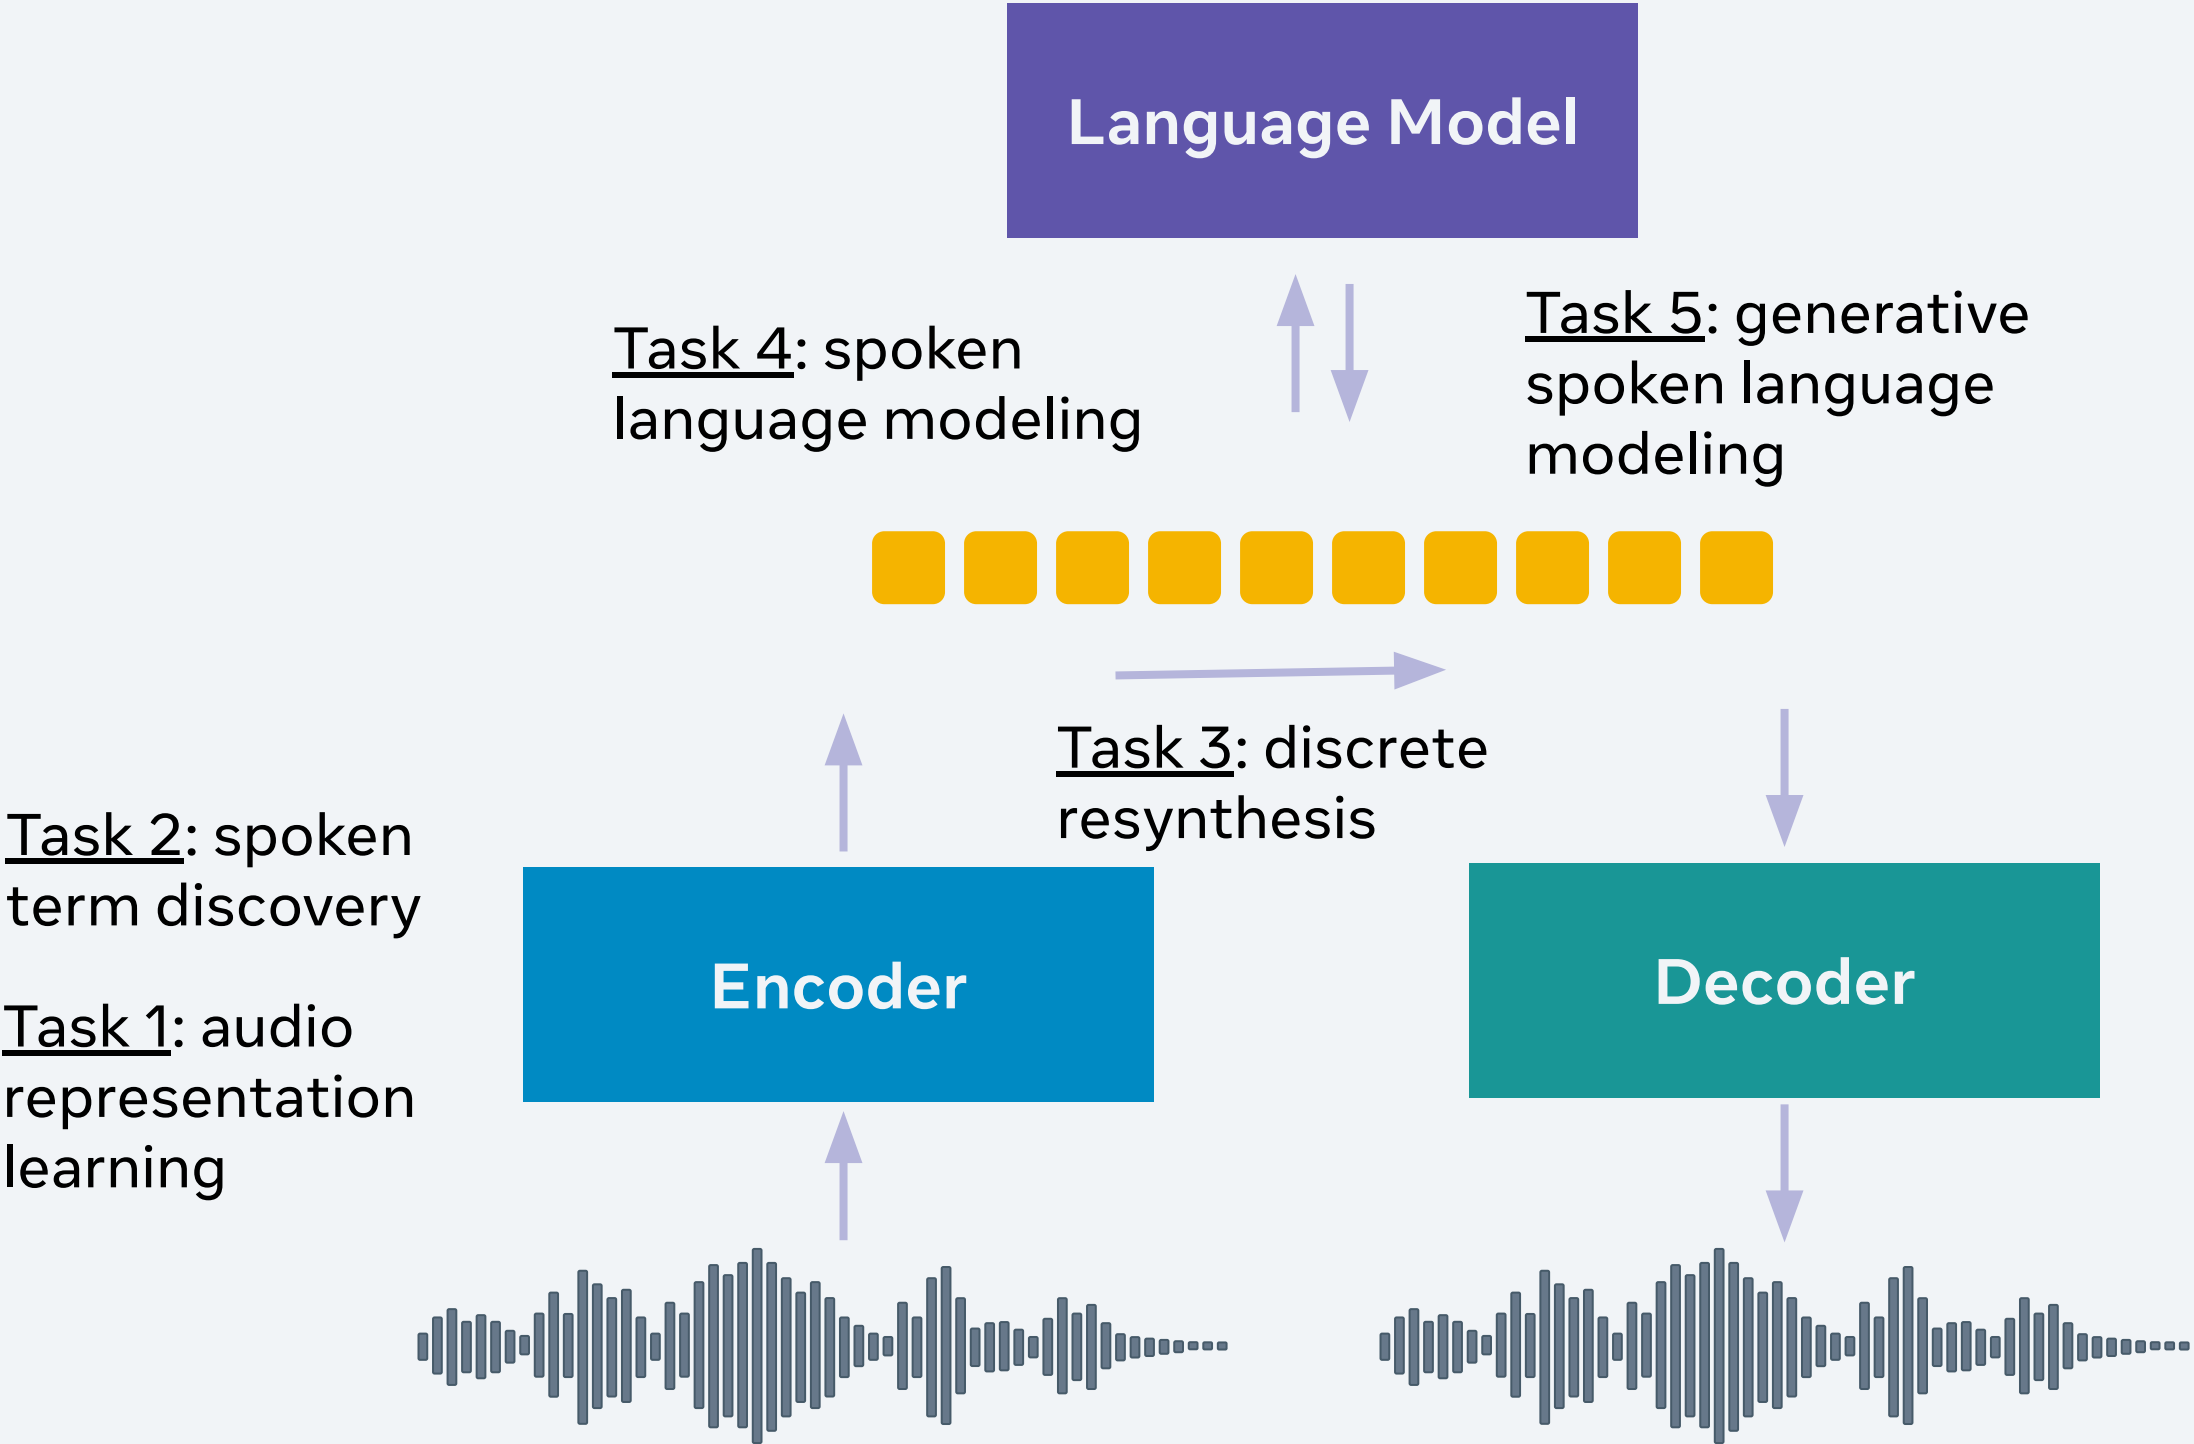 Language Model
Task 4: spoken
language modeling
Task 5: generative
spoken language
modeling
Task 3: discrete
resynthesis
Task 2: spoken
term discovery
Task 1: audio
representation
learning
Encoder
Decoder